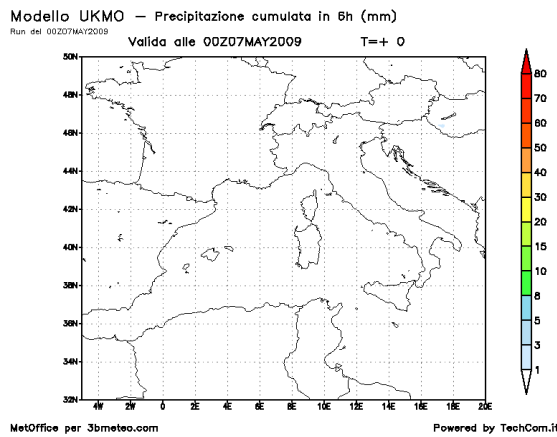 Modello UKMO – Precipitazione cumulata in 6h (mm)
Run del 00Z07MAY2009
Valida alle 00Z07MAY2009 T=+ 0
50N
48N
46N
44N
42N
40N
38N
36N
34N
32N
4W 2W 0 2E 4E 6E 8E 10E 12E 14E 16E 18E 20E
80
70
60
50
40
30
20
15
10
8
5
3
1
MetOffice per 3bmeteo.com Powered by TechCom.it